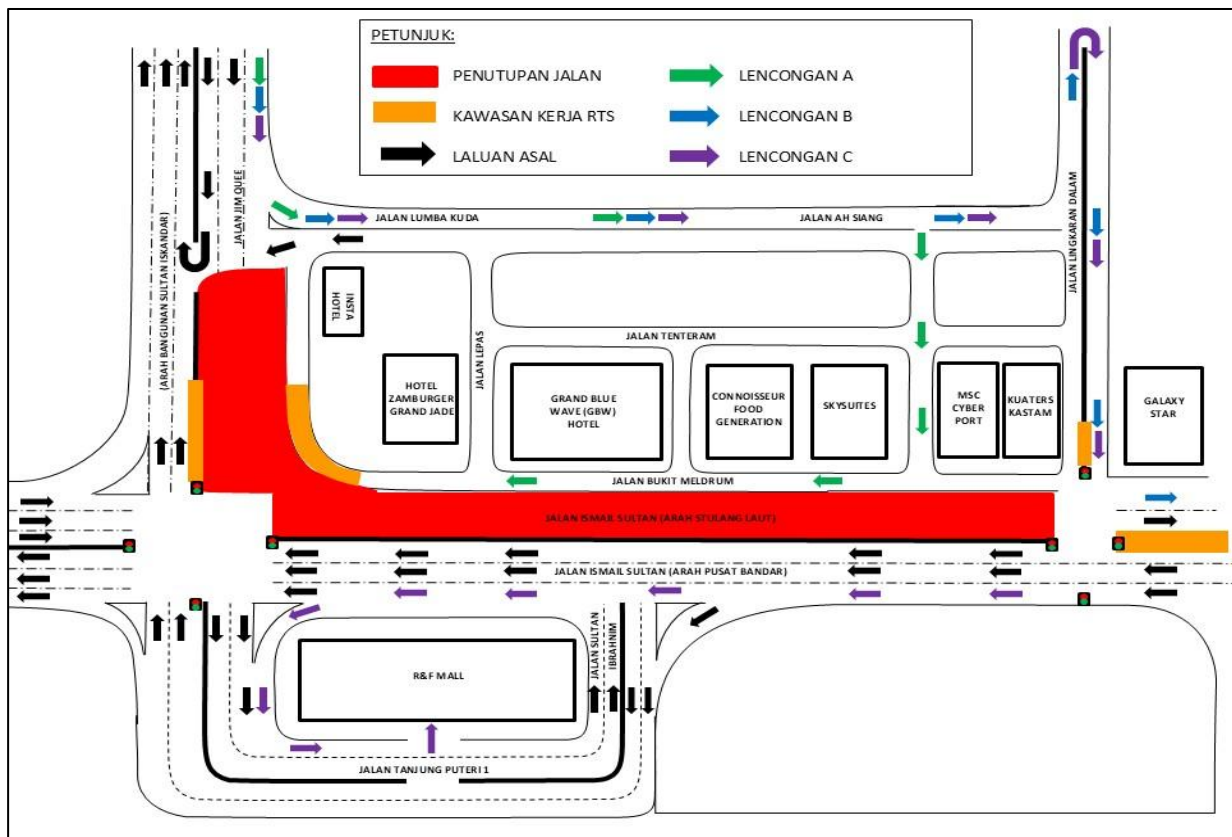 PETUNJUK:
PENUTUPAN JALAN
KAWASAN KERJA RTS
LALUAN ASAL
LENCONGAN A
LENCONGAN B
LENCONGAN C
(ARAH BANGUNAN SULTAN ISKANDAR)
JALAN JIM QUEE
JALAN LUMBA KUDA
JALAN AH SIANG
JALAN LINGKARAN DALAM
INSTA
HOTEL
JALAN LEPAS
JALAN TENTERAM
HOTEL
ZAMBURGER
GRAND JADE
GRAND BLUE
WAVE (GBW)
HOTEL
CONNOISSEUR
FOOD
GENERATION
SKYSUITES
MSC
CYBER
PORT
KUATERS
KASTAM
GALAXY
STAR
JALAN BUKIT MELDRUM
JALAN ISMAIL SULTAN (ARAH STULANG LAUT)
JALAN ISMAIL SULTAN (ARAH PUSAT BANDAR)
JALAN SULTAN
IBRAHNIM
R&F MALL
JALAN TANJUNG PUTERI 1